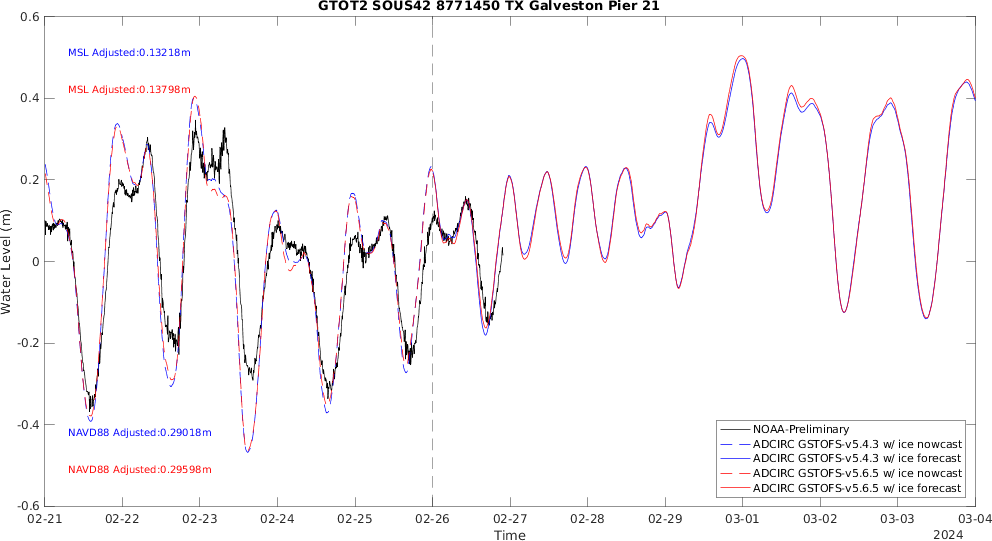 GTOT2 SOUS42 8771450 TX Galveston Pier 21
0.6
0.4
0.2
0
-0.2
-0.4
-0.6
Water Level (m)
MSL Adjusted:0.13218m
MSL Adjusted:0.13798m
NAVD88 Adjusted:0.29018m
NAVD88 Adjusted:0.29598m
NOAA-Preliminary
ADCIRC GSTOFS-v5.4.3 w/ ice nowcast
ADCIRC GSTOFS-v5.4.3 w/ ice forecast
ADCIRC GSTOFS-v5.6.5 w/ ice nowcast
ADCIRC GSTOFS-v5.6.5 w/ ice forecast
02-21 02-22 02-23 02-24 02-25 02-26 02-27 02-28 02-29 03-01 03-02 03-03 03-04
Time
2024